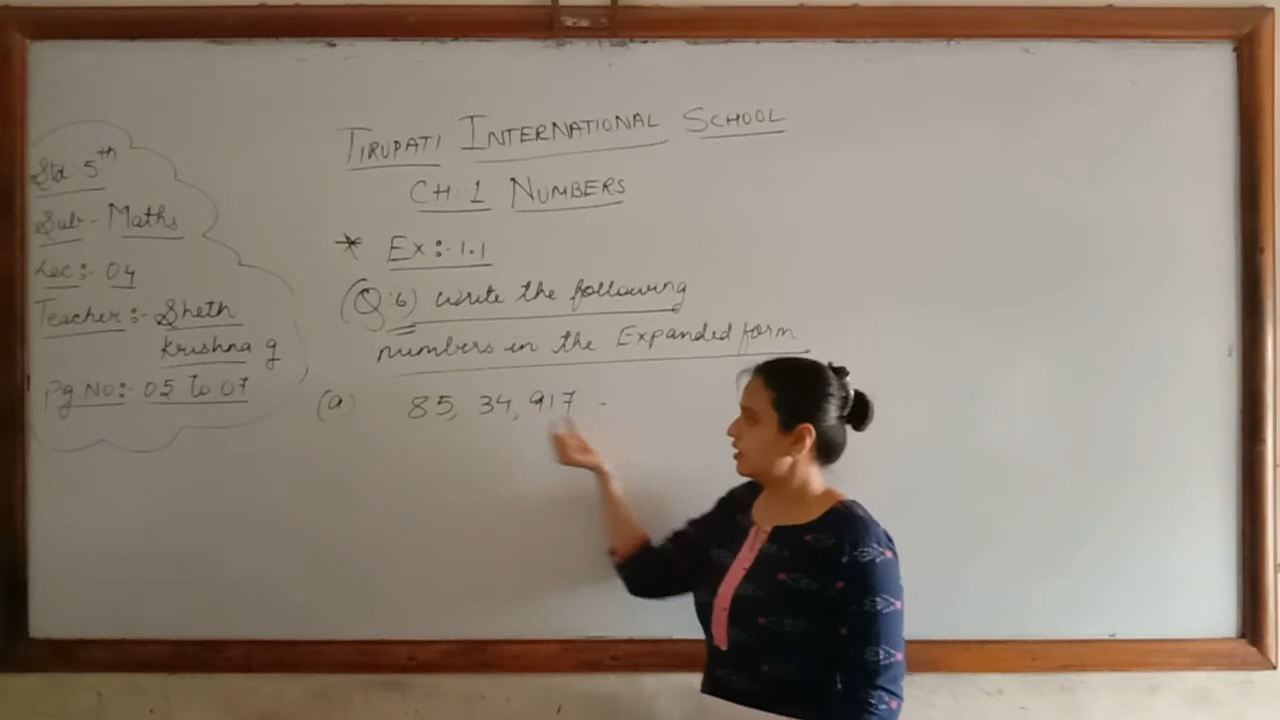 Std 5th
Sub - Maths
Lec :- 04
Teacher :- Sheth
Krushna g
Pg No :- 05 to 07
TIRUPATI INTERNATIONAL SCHOOL
CH 1 NUMBERS
* Ex :- 1.1
(Q:6) Write the following
numbers in the Expanded form
(a) 85, 34, 917 -